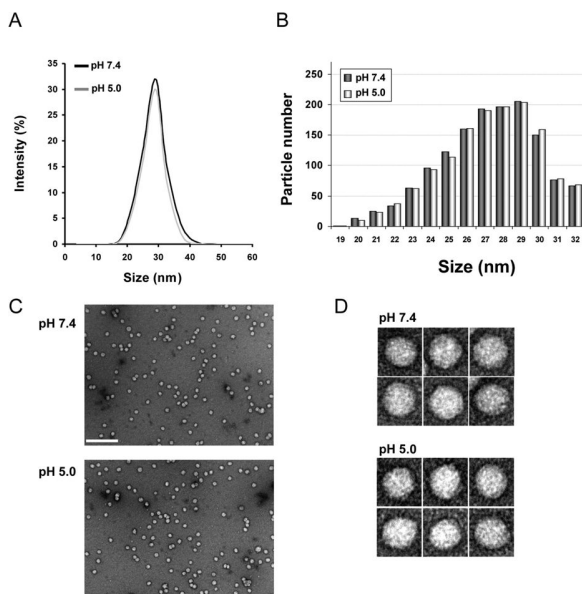 A
pH 7.4
pH 5.0
35
30
25
20
15
10
5
0
Intensity (%)
0 10 20 30 40 50 60
Size (nm)
B
pH 7.4
pH 5.0
250
200
150
100
50
0
Particle number
19 20 21 22 23 24 25 26 27 28 29 30 31 32
Size (nm)
C
pH 7.4
pH 5.0
D
pH 7.4
pH 5.0